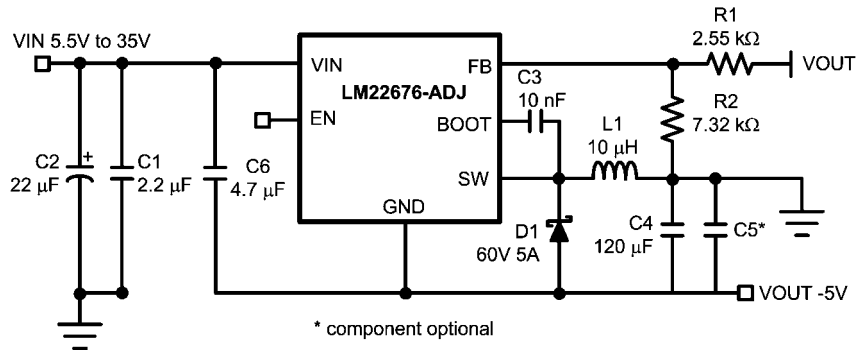 VIN 5.5V to 35V
VIN
FB
LM22676-ADJ
EN
BOOT
SW
GND
C3
10 nF
R1
2.55 kΩ
VOUT
R2
7.32 kΩ
L1
10 μH
C2
22 μF
+
C1
2.2 μF
C6
4.7 μF
D1
60V 5A
C4
120 μF
C5*
VOUT -5V
* component optional